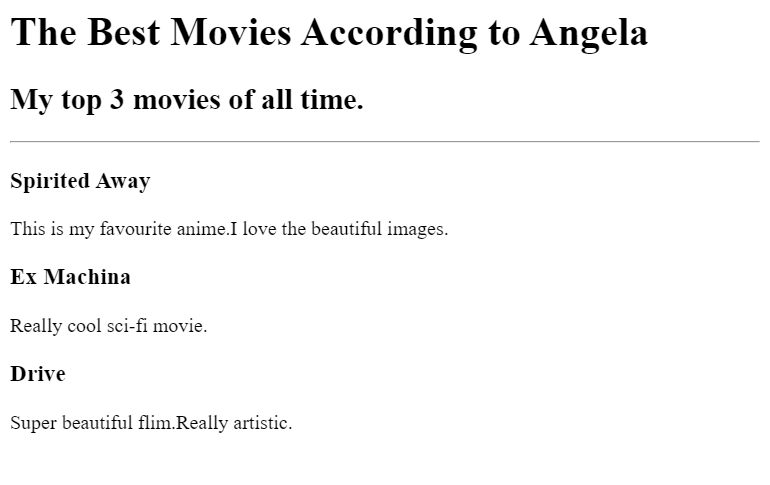 The Best Movies According to Angela
My top 3 movies of all time.
Spirited Away
This is my favourite anime.I love the beautiful images.
Ex Machina
Really cool sci-fi movie.
Drive
Super beautiful flim.Really artistic.